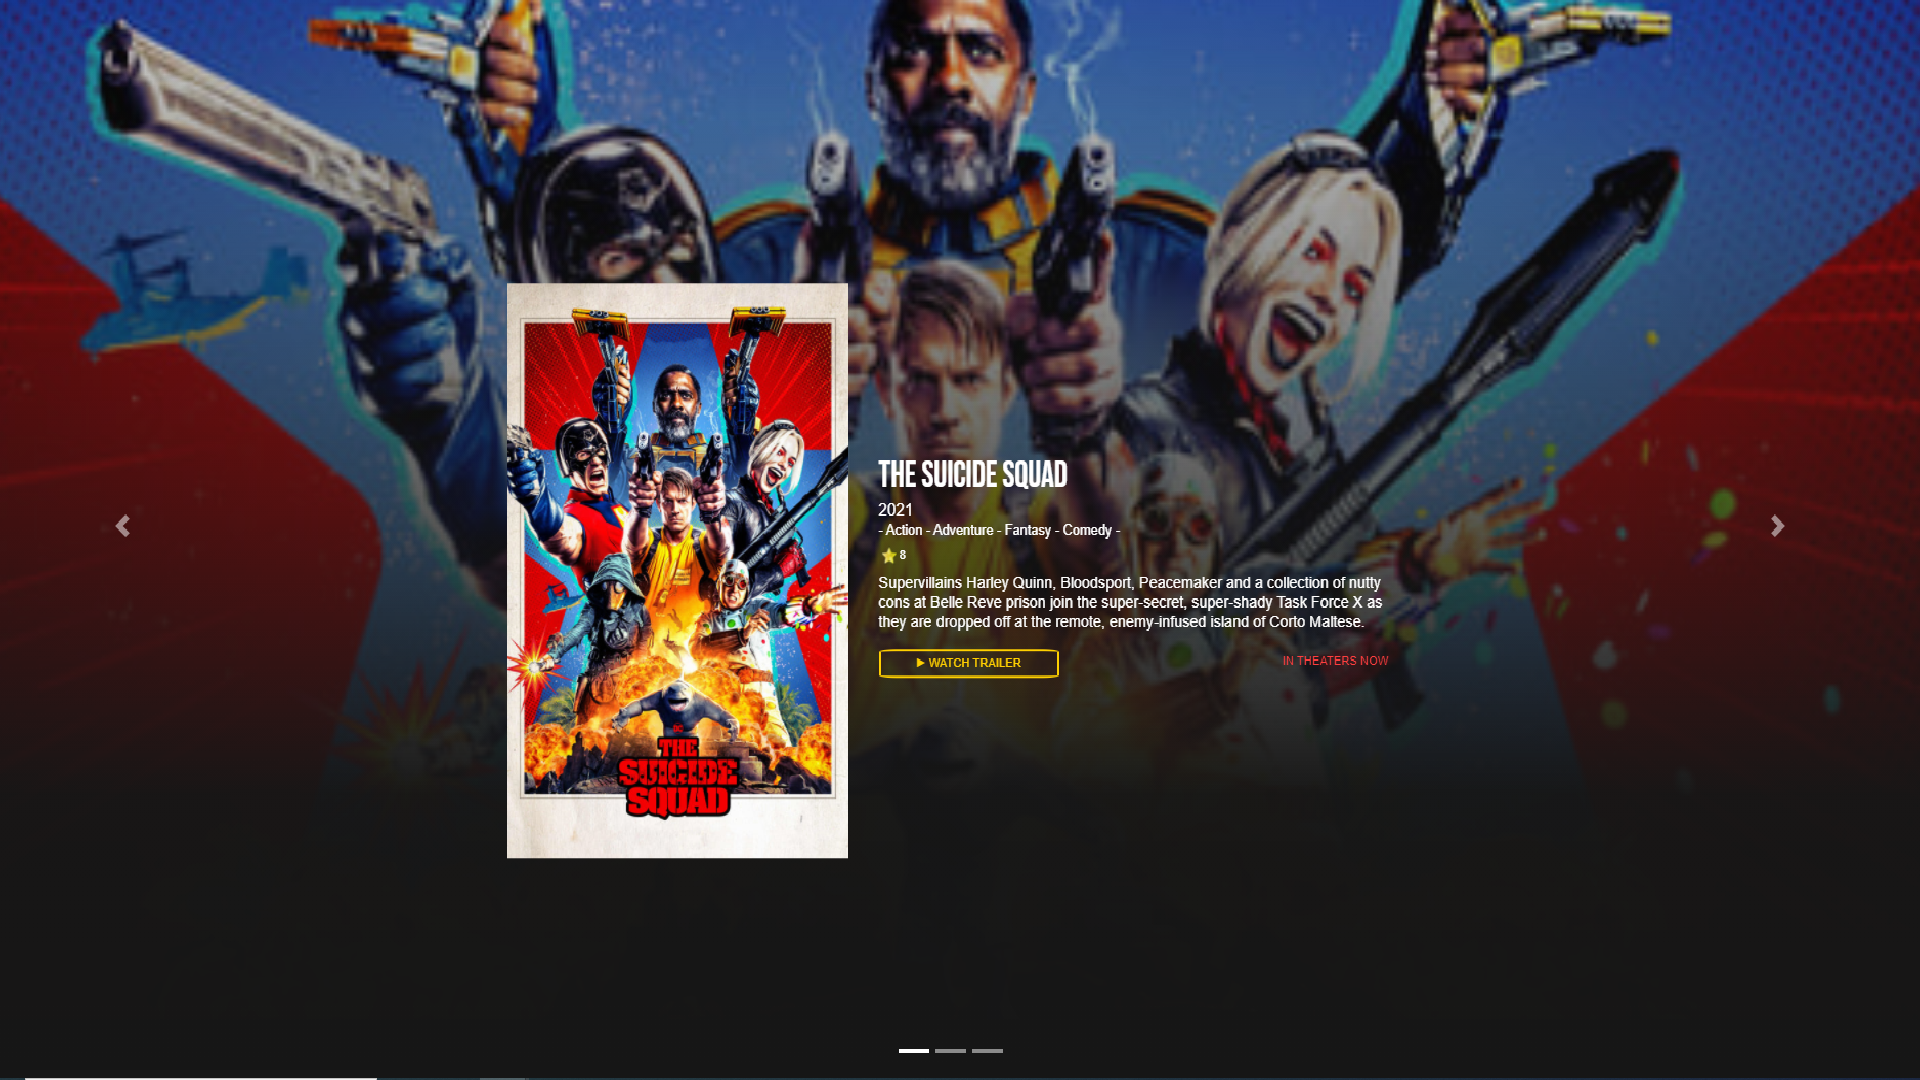 THE SUICIDE SQUAD
2021
- Action - Adventure - Fantasy - Comedy -
8
Supervillains Harley Quinn, Bloodsport, Peacemaker and a collection of nutty
cons at Belle Reve prison join the super-secret, super-shady Task Force X as
they are dropped off at the remote, enemy-infused island of Corto Maltese.
WATCH TRAILER
IN THEATERS NOW
DC
THE
SUICIDE
SQUAD